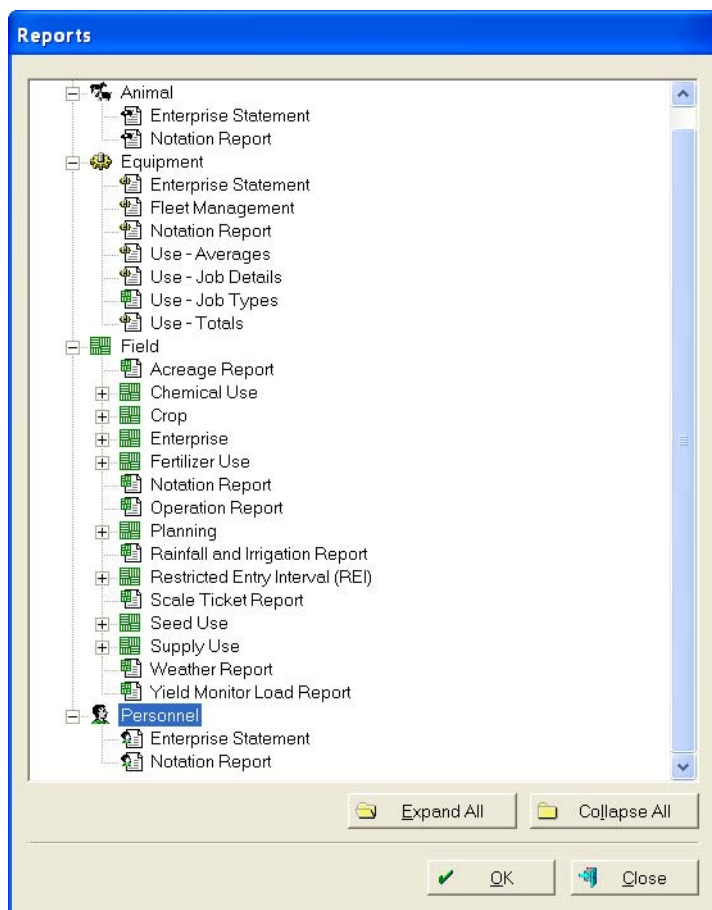 Reports
Animal
Enterprise Statement
Notation Report
Equipment
Enterprise Statement
Fleet Management
Notation Report
Use - Averages
Use - Job Details
Use - Job Types
Use - Totals
Field
Acreage Report
Chemical Use
Crop
Enterprise
Fertilizer Use
Notation Report
Operation Report
Planning
Rainfall and Irrigation Report
Restricted Entry Interval (REI)
Scale Ticket Report
Seed Use
Supply Use
Weather Report
Yield Monitor Load Report
Personnel
Enterprise Statement
Notation Report
Expand All Collapse All
OK Close